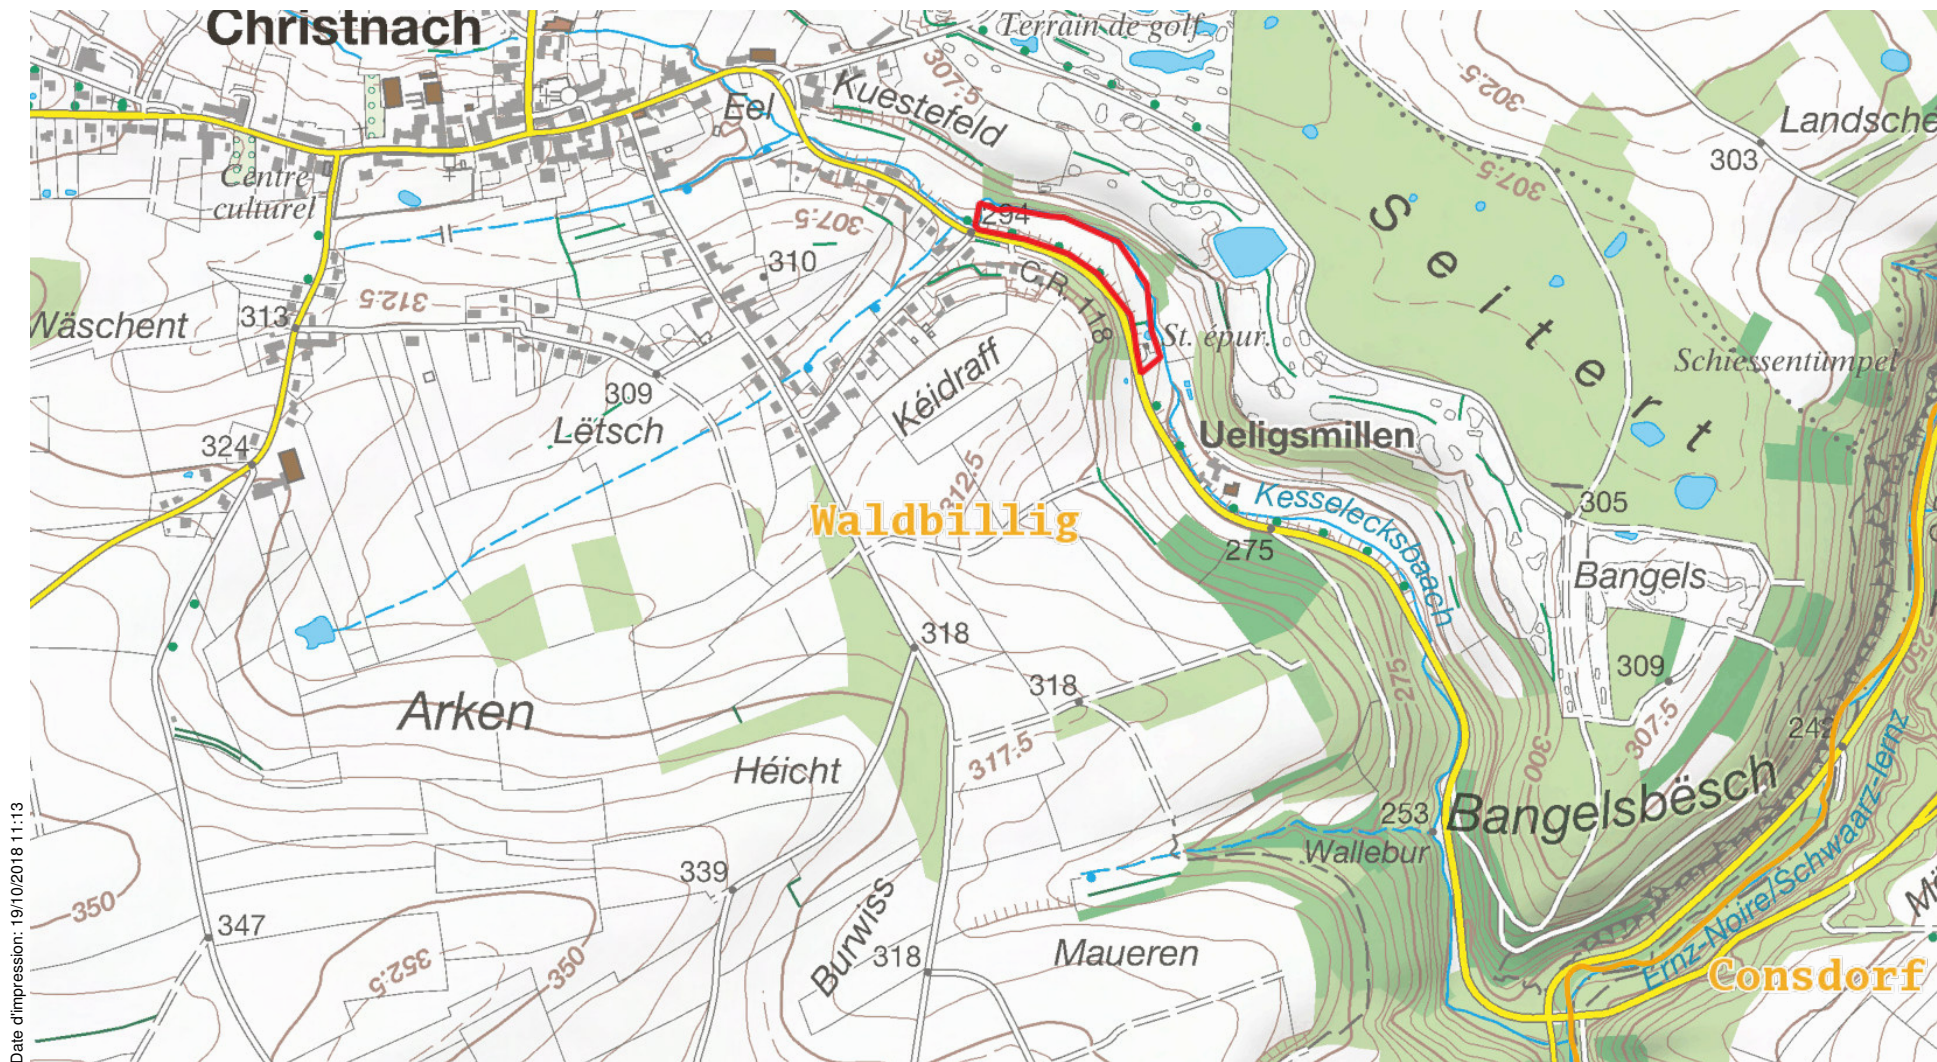 Christnach
Terrain de golf
307.5
302.5
Kuestefeld
Eel
Landsche
303
Centre
culturel
294
307.5
307.5
Seitert
310
C.R. 118
312.5
313
Wäschent
St. épur.
Schiessentümpel
309
Lëtsch
Kéidraff
Ueligsmillen
324
312.5
Waldbillig
Kesselecksbaach
305
275
Bangels
318
318
309
275
250
Arken
307.5
317.5
300
242
Héicht
Bangelsbësch
253
Wallebur
Ernz-Noire/Schwaarz-Iernz
339
350
347
Burwiss
318
Maueren
352.5
350
Consdorf
Date d'impression: 19/10/2018 11:13